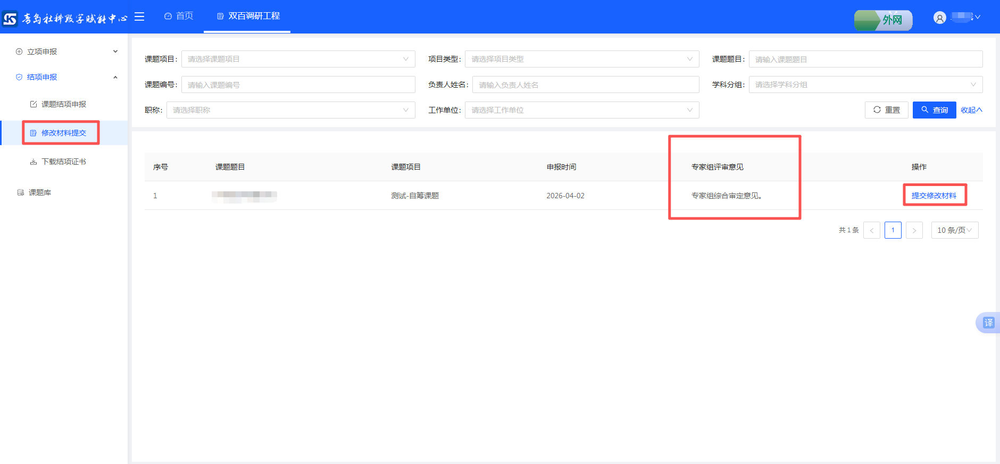 青岛社科数字赋能中心
首页
双百调研工程
外网
立项申报
结项申报
课题结项申报
修改材料提交
下载结项证书
课题库
课题项目: 请选择课题项目
项目类型: 请选择项目类型
课题题目: 请输入课题题目
课题编号: 请输入课题编号
负责人姓名: 请输入负责人姓名
学科分组: 请选择学科分组
职称: 请选择职称
工作单位: 请选择工作单位
重置
查询
收起
序号 课题题目 课题项目 申报时间 专家组评审意见 操作
1 测试-自筹课题 2026-04-02 专家组综合审定意见。 提交修改材料
共 1 条 < 1 > 10 条/页
译